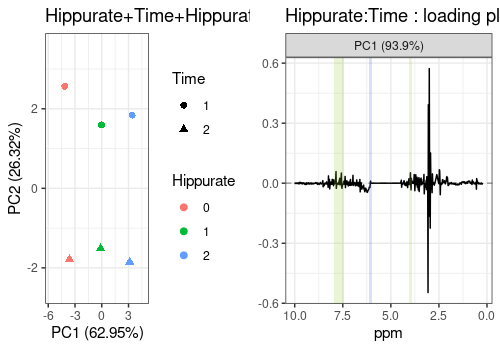 Hippurate+Time+Hippurat
PC2 (26.32%)
2
0
-2
-6
-3
0
3
PC1 (62.95%)
Time
1
2
Hippurate
0
1
2
Hippurate:Time : loading pl
PC1 (93.9%)
0.6
0.3
0.0
-0.3
-0.6
10.0
7.5
5.0
2.5
0.0
ppm